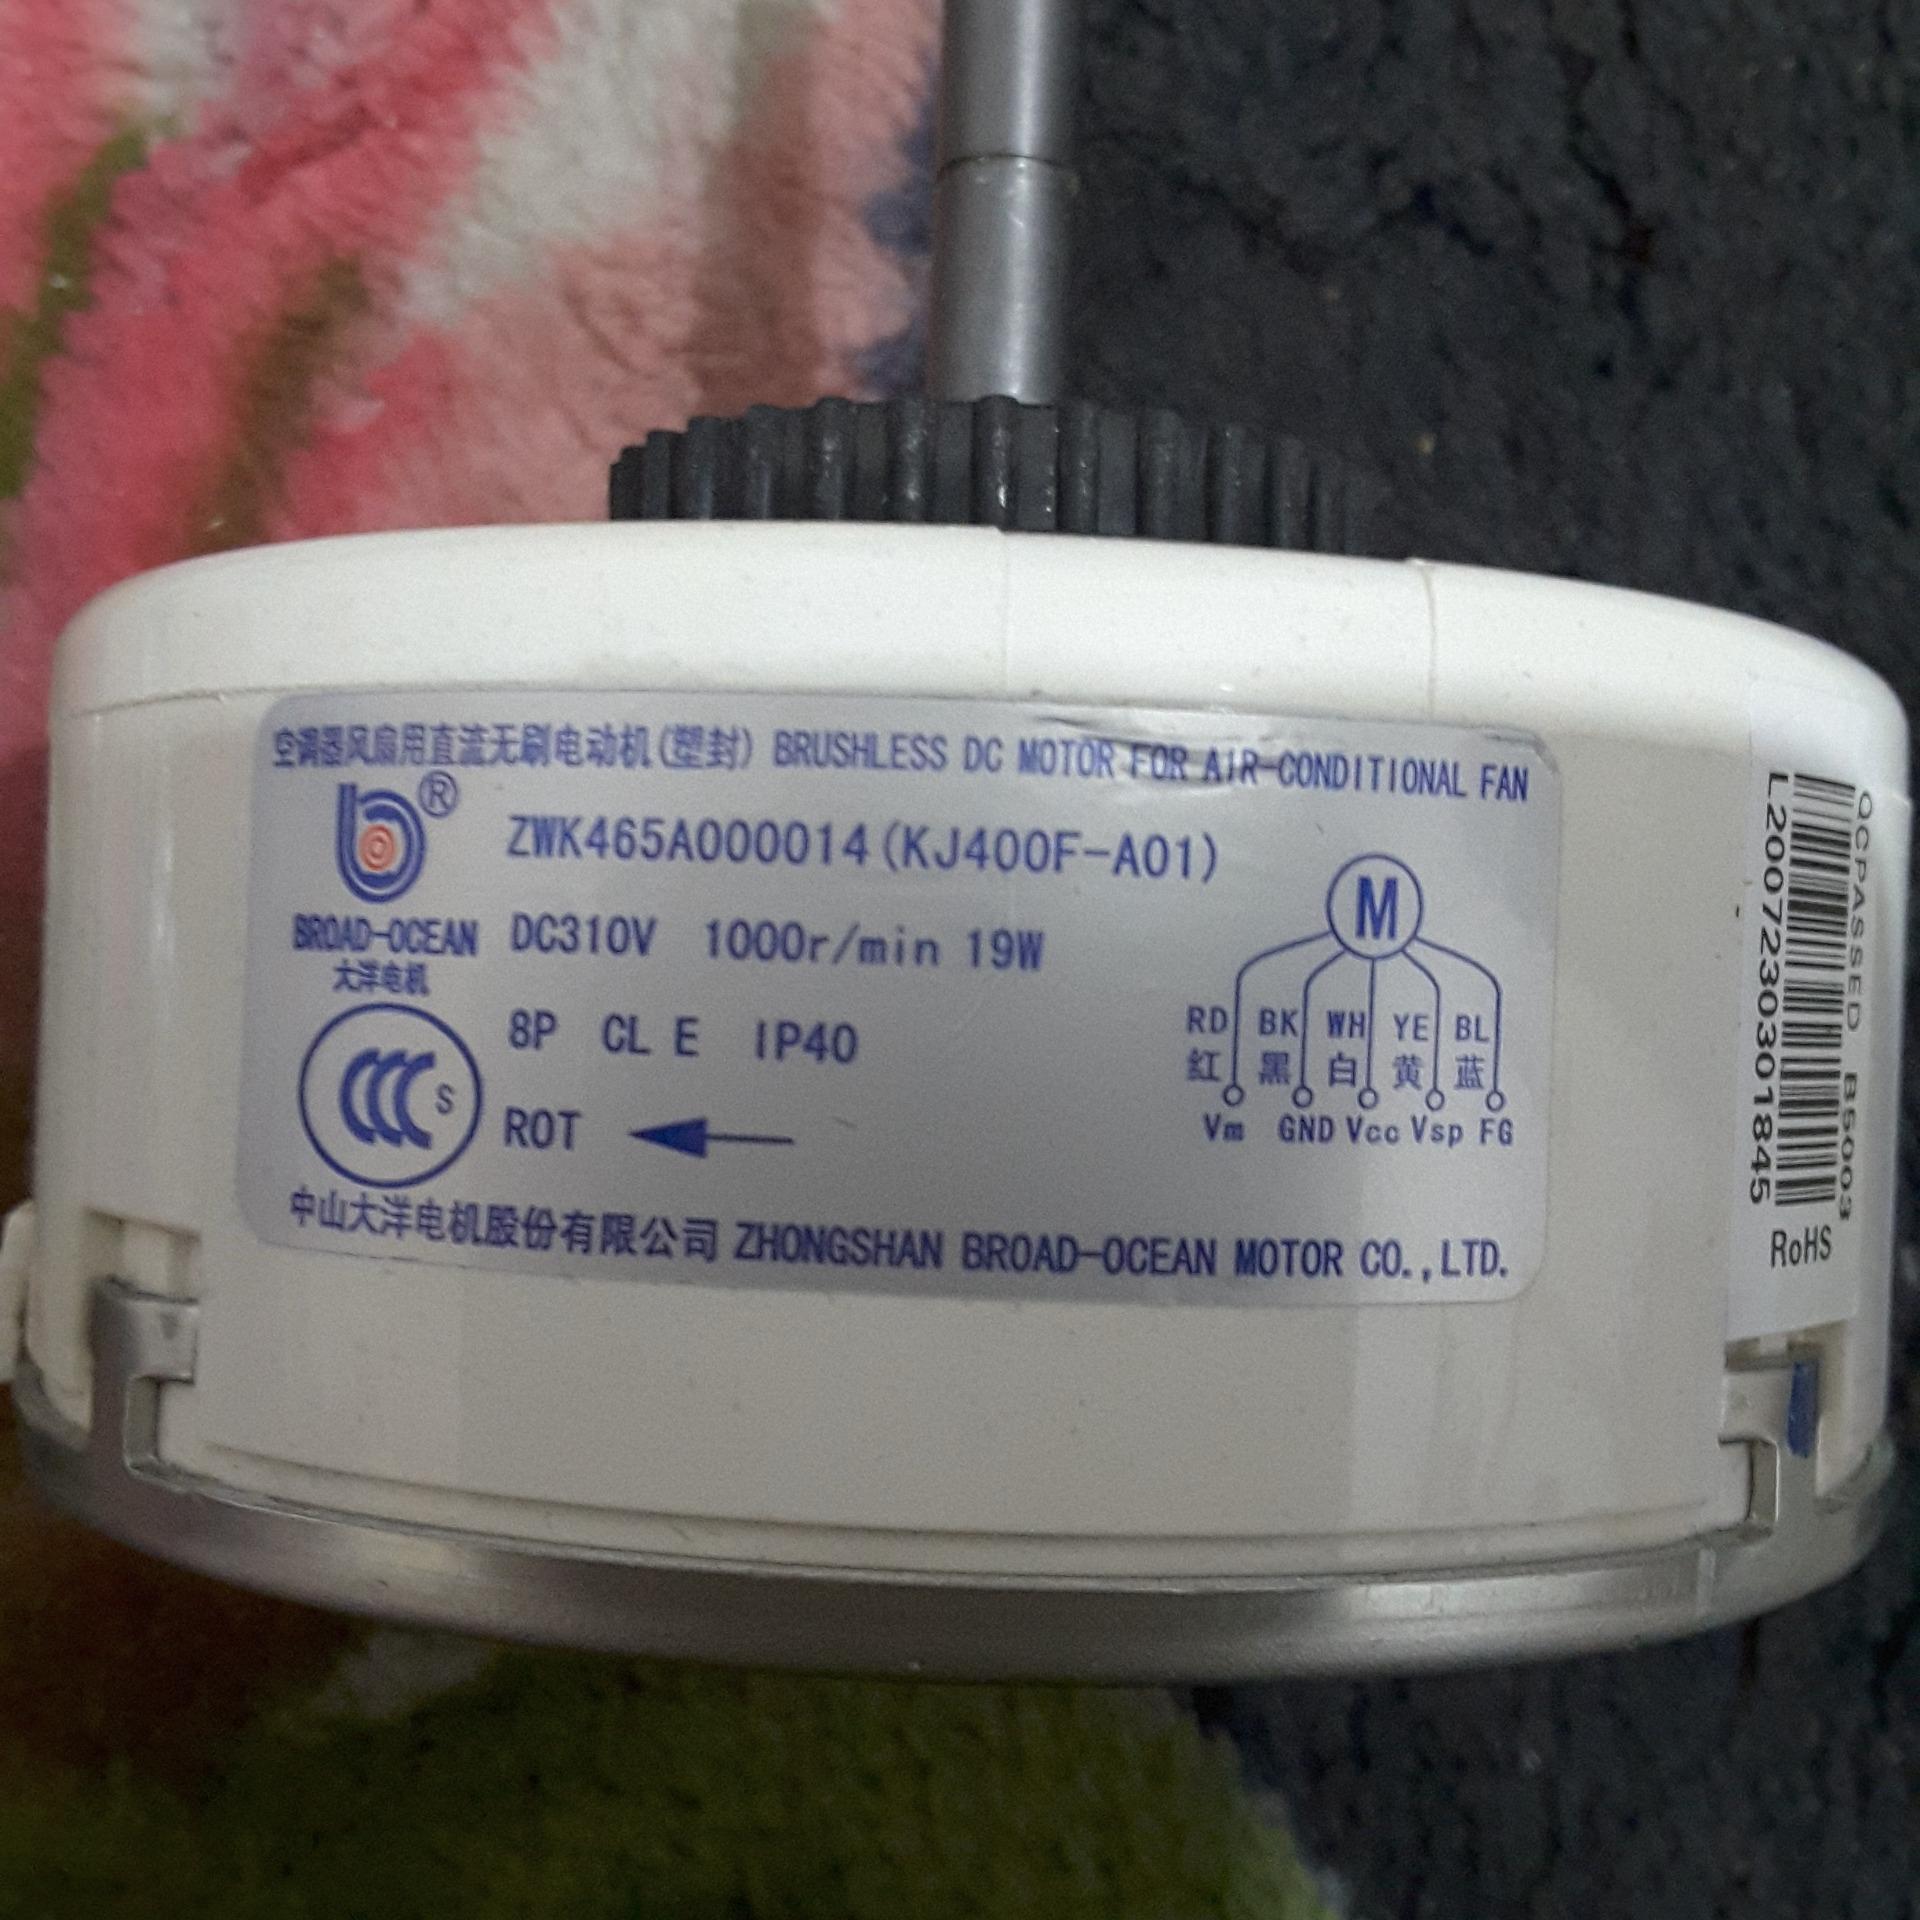 空调器风扇用直流无刷电动机(塑封) BRUSHLESS DC MOTOR FOR AIR-CONDITIONAL FAN
®
ZWK465A000014(KJ400F-A01)
BROAD-OCEAN
大洋电机
DC310V 1000r/min 19W
8P CL E IP40
CCC S
ROT
M
RD BK WH YE BL
红 黑 白 黄 蓝
Vm GND Vcc Vsp FG
中山大洋电机股份有限公司 ZHONGSHAN BROAD-OCEAN MOTOR CO.,LTD.
QCPASSED B5003
L2007230301845
RoHS